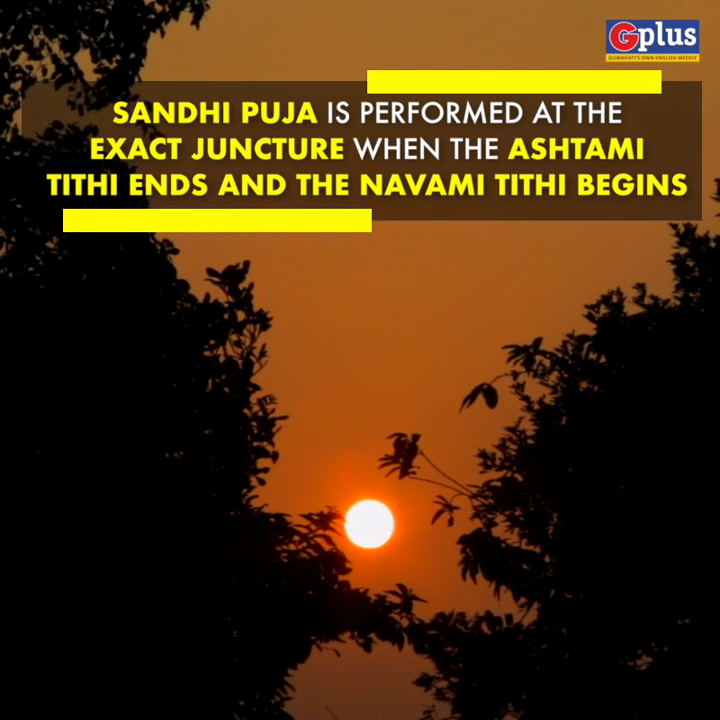 Gplus
GUWAHATI'S OWN ENGLISH WEEKLY
SANDHI PUJA IS PERFORMED AT THE
EXACT JUNCTURE WHEN THE ASHTAMI
TITHI ENDS AND THE NAVAMI TITHI BEGINS